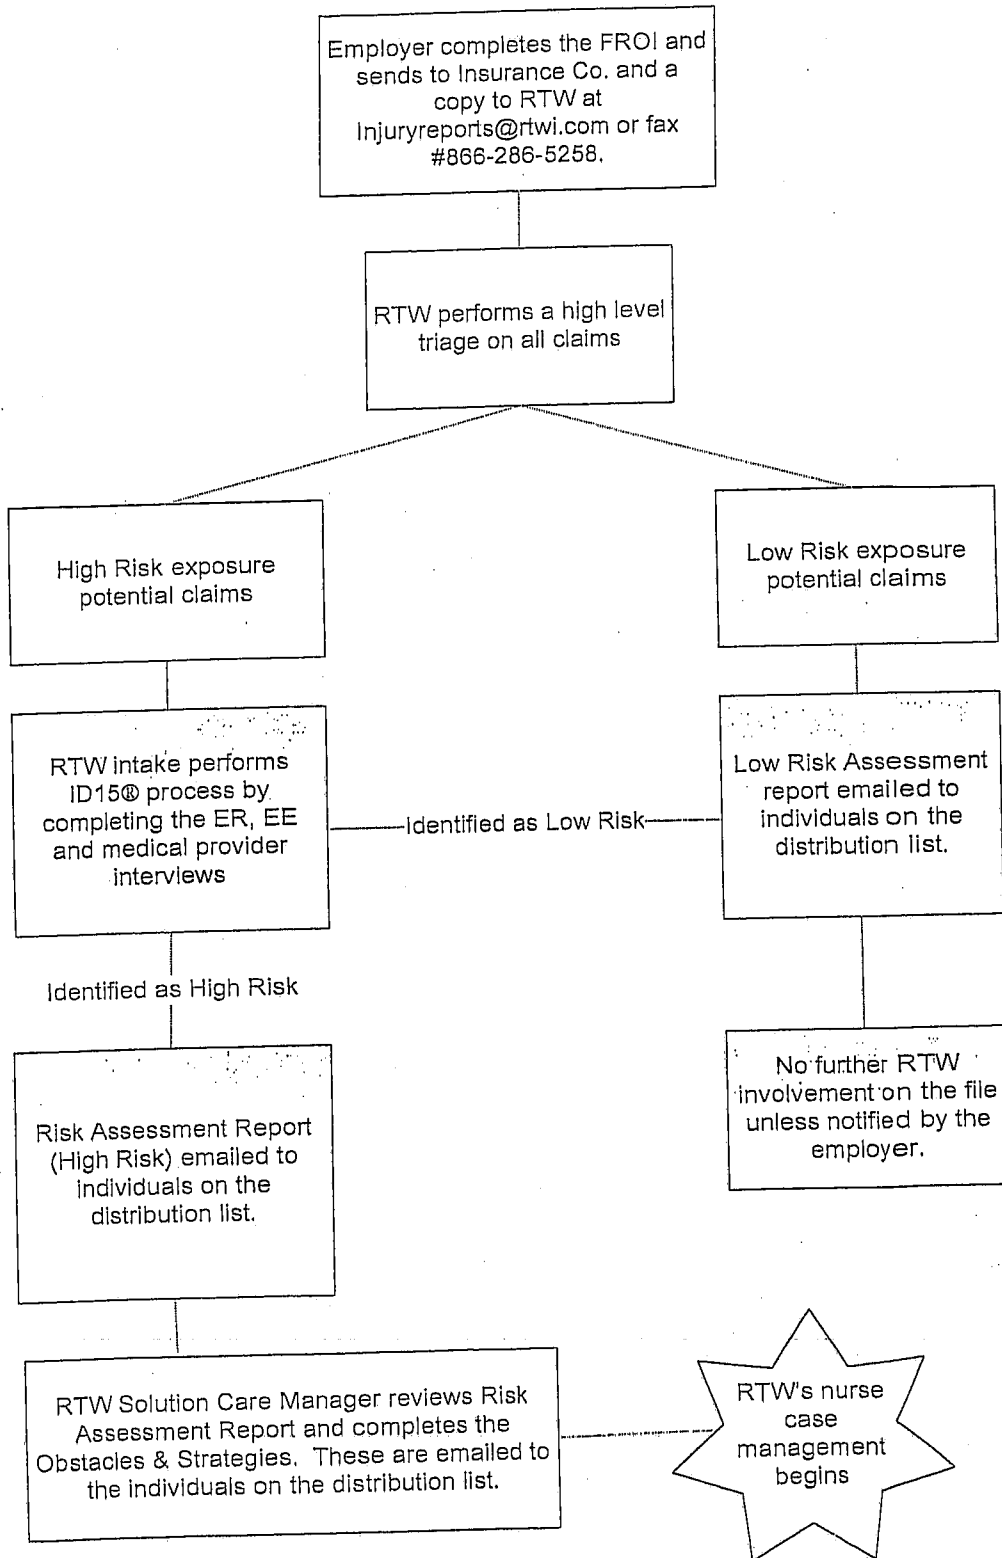 Employer completes the FROI and
sends to Insurance Co. and a
copy to RTW at
Injuryreports@rtwi.com or fax
#866-286-5258.
RTW performs a high level
triage on all claims
High Risk exposure
potential claims
Low Risk exposure
potential claims
RTW intake performs
ID15® process by
completing the ER, EE
and medical provider
interviews
Identified as Low Risk
Low Risk Assessment
report emailed to
individuals on the
distribution list.
Identified as High Risk
Risk Assessment Report
(High Risk) emailed to
individuals on the
distribution list.
No further RTW
involvement on the file
unless notified by the
employer.
RTW Solution Care Manager reviews Risk
Assessment Report and completes the
Obstacles & Strategies. These are emailed to
the individuals on the distribution list.
RTW's nurse
case
management
begins